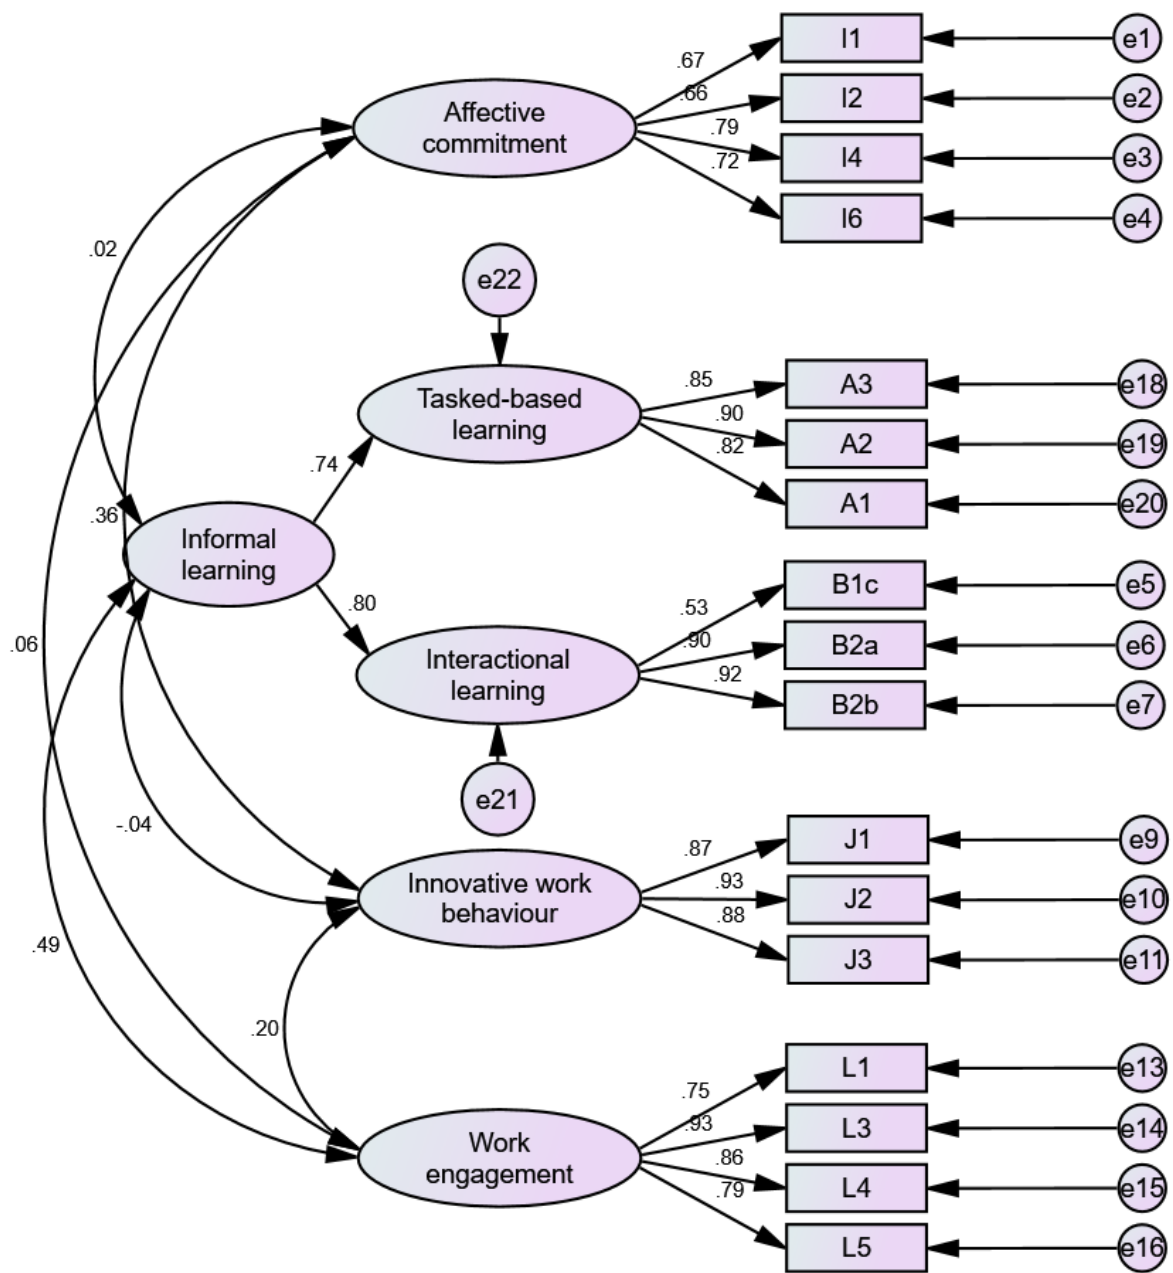 I1
e1
.67
Affective
commitment
.66
I2
e2
.79
I4
e3
.72
I6
e4
.02
e22
Tasked-based
learning
.85
A3
e18
.90
A2
e19
.82
A1
e20
.74
.36
Informal
learning
.80
.53
B1c
e5
Interactional
learning
.90
B2a
e6
.92
B2b
e7
.06
e21
-.04
.87
J1
e9
Innovative work
behaviour
.93
J2
e10
.88
J3
e11
.49
.20
.75
L1
e13
Work
engagement
.93
L3
e14
.86
L4
e15
.79
L5
e16